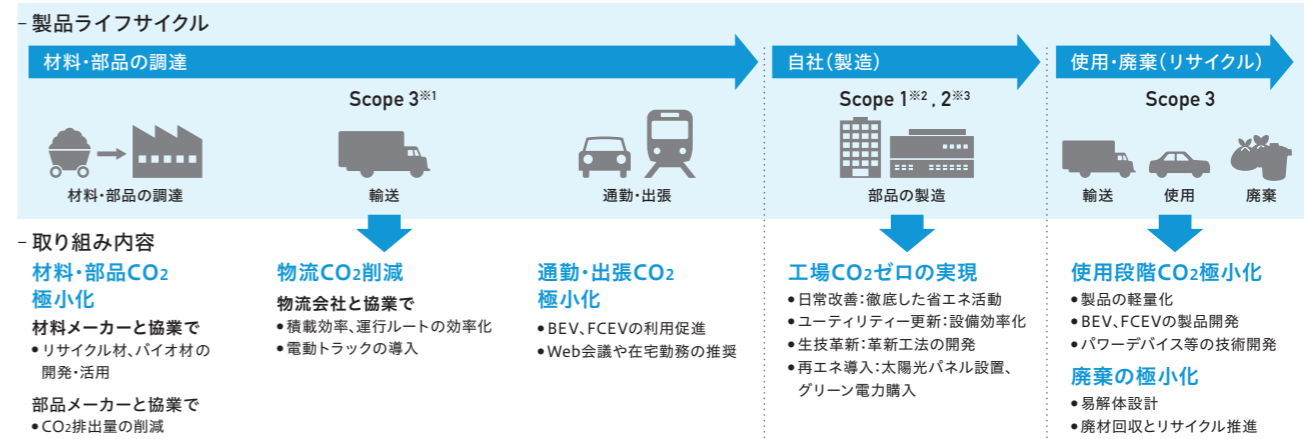 – 製品ライフサイクル
材料・部品の調達
自社(製造)
使用・廃棄(リサイクル)
Scope 3※1
Scope 1※2 , 2※3
Scope 3
材料・部品の調達
輸送
通勤・出張
部品の製造
輸送
使用
廃棄
– 取り組み内容
材料・部品CO2
極小化
材料メーカーと協業で
●リサイクル材、バイオ材の
開発・活用
部品メーカーと協業で
●CO2排出量の削減
物流CO2削減
物流会社と協業で
●積載効率、運行ルートの効率化
●電動トラックの導入
通勤・出張CO2
極小化
●BEV、FCEVの利用促進
●Web会議や在宅勤務の推奨
工場CO2ゼロの実現
●日常改善：徹底した省エネ活動
●ユーティリティー更新：設備効率化
●生技革新：革新工法の開発
●再エネ導入：太陽光パネル設置、
グリーン電力購入
使用段階CO2極小化
●製品の軽量化
●BEV、FCEVの製品開発
●パワーデバイス等の技術開発
廃棄の極小化
●易解体設計
●廃材回収とリサイクル推進